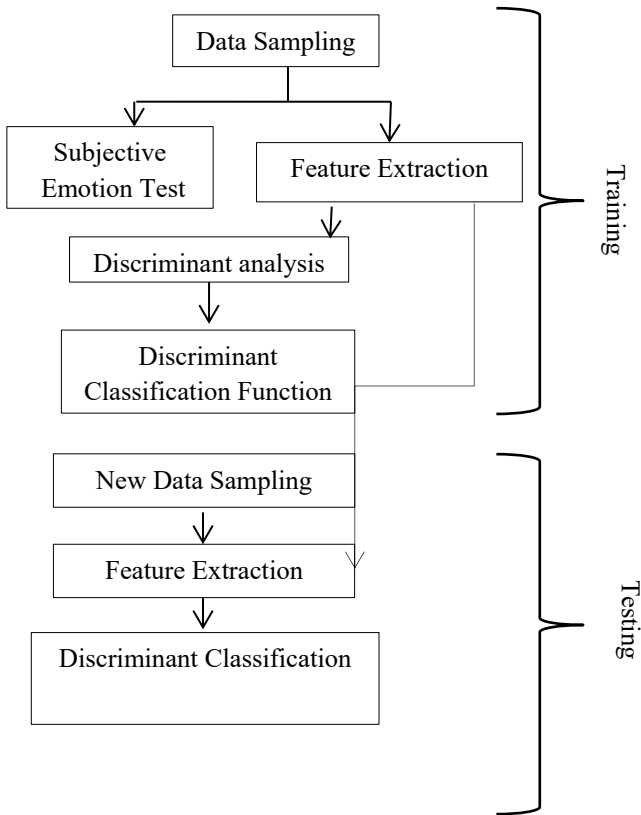 Data Sampling
Subjective
Emotion Test
Feature Extraction
Discriminant analysis
Discriminant
Classification Function
Training
New Data Sampling
Feature Extraction
Discriminant Classification
Testing